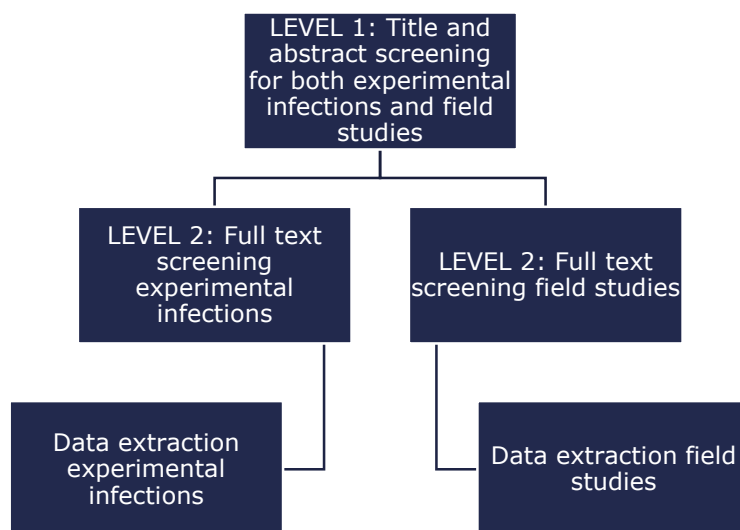 LEVEL 1: Title and
abstract screening
for both experimental
infections and field
studies
LEVEL 2: Full text
screening
experimental
infections
LEVEL 2: Full text
screening field studies
Data extraction
experimental
infections
Data extraction field
studies